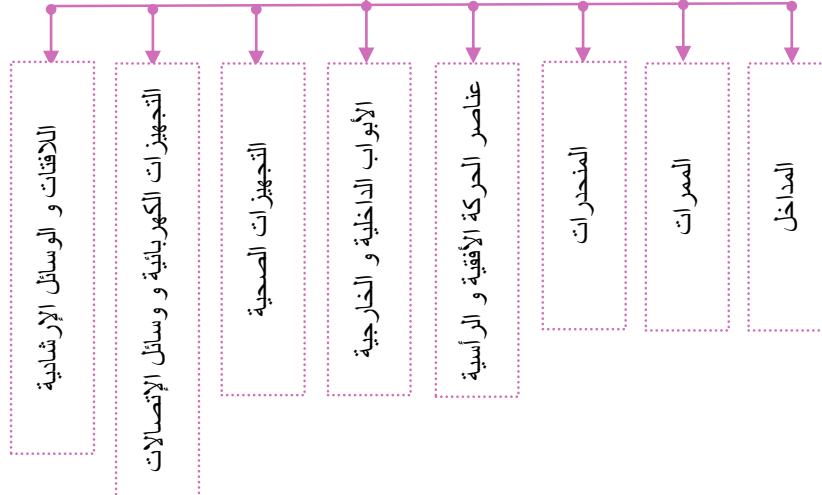 المداخل
الممرات
المنحدرات
عناصر الحركة الأفقية و الرأسية
الأبواب الداخلية و الخارجية
التجهيزات الصحية
التجهيزات الكهربائية و وسائل الإتصالات
اللافتات و الوسائل الإرشادية